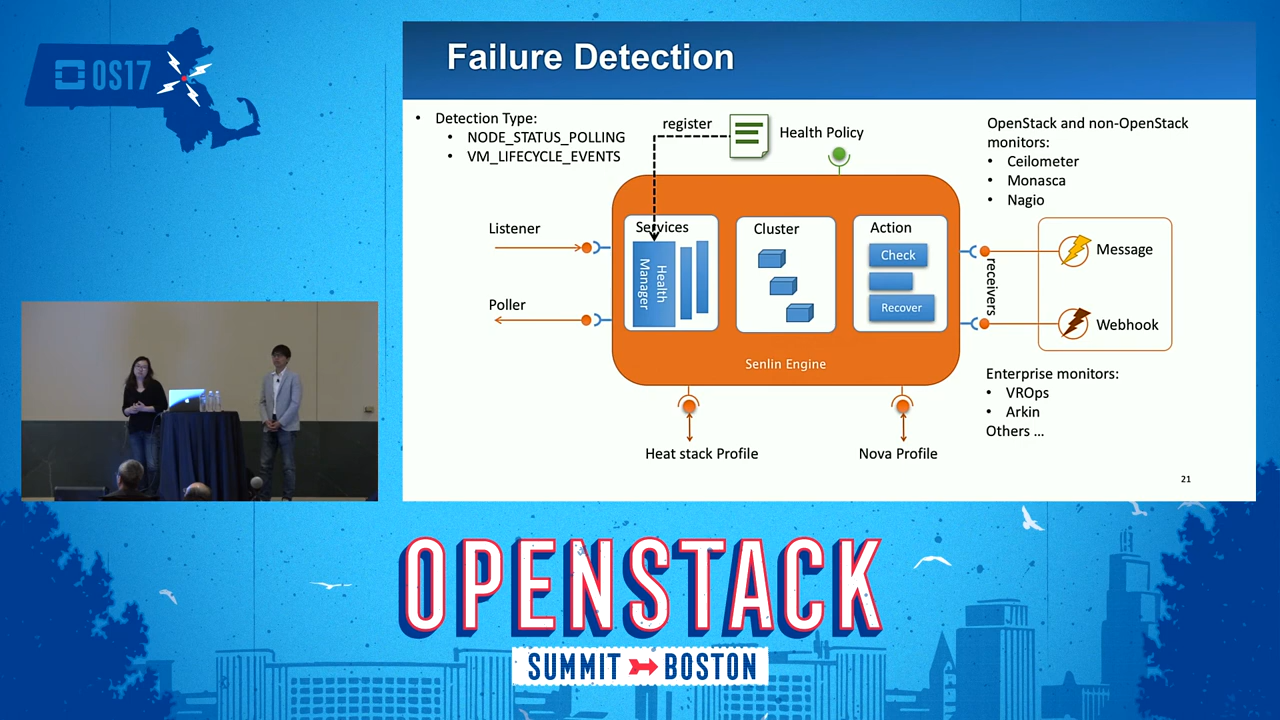 OS17
Failure Detection
• Detection Type:
• NODE_STATUS_POLLING
• VM_LIFECYCLE_EVENTS
register
Health Policy
OpenStack and non-OpenStack
monitors:
• Ceilometer
• Monasca
• Nagio
Listener
Poller
Services
Health
Manager
Cluster
Action
Check
Recover
Senlin Engine
receivers
Message
Webhook
Enterprise monitors:
• VROps
• Arkin
Others ...
Heat stack Profile
Nova Profile
21
OPENSTACK
SUMMIT BOSTON